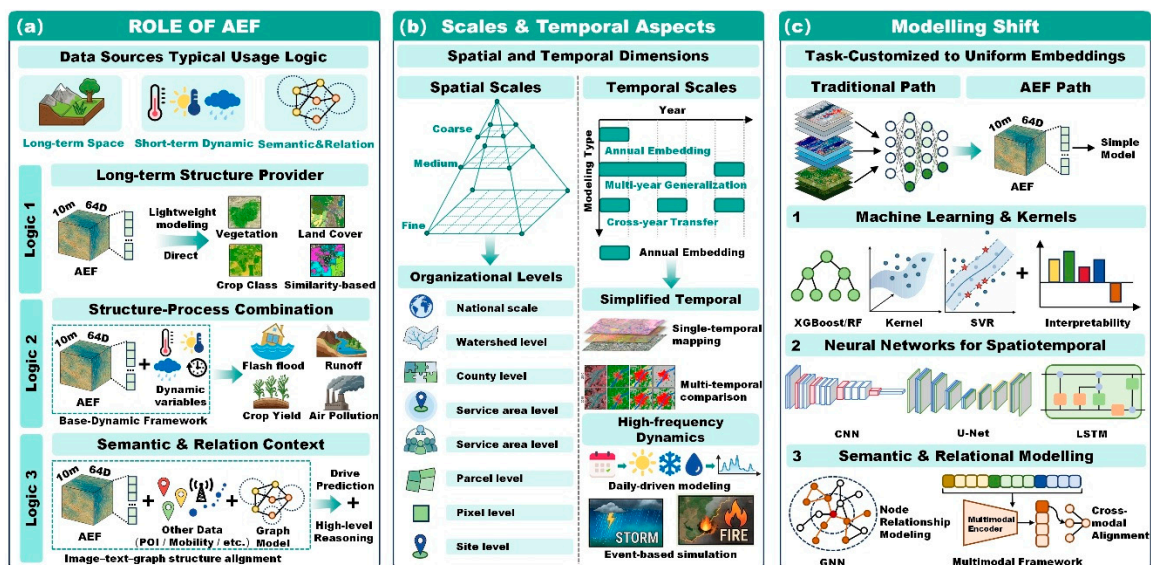 (a) ROLE OF AEF
Data Sources Typical Usage Logic
Long-term Space
Short-term Dynamic
Semantic&Relation
Logic 1
Long-term Structure Provider
10m 64D
AEF
Lightweight
modeling
Direct
Vegetation
Land Cover
Crop Class
Similarity-based
Logic 2
Structure-Process Combination
10m 64D
AEF
Dynamic
variables
Base-Dynamic Framework
Flash flood
Runoff
Crop Yield
Air Pollution
Logic 3
Semantic & Relation Context
10m 64D
AEF
Other Data
(POI / Mobility / etc.)
Graph
Model
Drive
Prediction
+
High-level
Reasoning
Image–text–graph structure alignment
(b) Scales & Temporal Aspects
Spatial and Temporal Dimensions
Spatial Scales
Coarse
Medium
Fine
Organizational Levels
National scale
Watershed level
County level
Service area level
Service area level
Parcel level
Pixel level
Site level
Temporal Scales
Year
Modeling Type
Annual Embedding
Multi-year Generalization
Cross-year Transfer
Annual Embedding
Simplified Temporal
Single-temporal
mapping
Multi-temporal
comparison
High-frequency
Dynamics
Daily-driven modeling
STORM
FIRE
Event-based simulation
(c) Modelling Shift
Task-Customized to Uniform Embeddings
Traditional Path
AEF Path
10m 64D
AEF
Simple
Model
1 Machine Learning & Kernels
XGBoost/RF
Kernel
SVR
+
Interpretability
2 Neural Networks for Spatiotemporal
CNN
U-Net
LSTM
3 Semantic & Relational Modelling
Node
Relationship
Modeling
GNN
Multimodal
Encoder
Cross-
modal
Alignment
Multimodal Framework